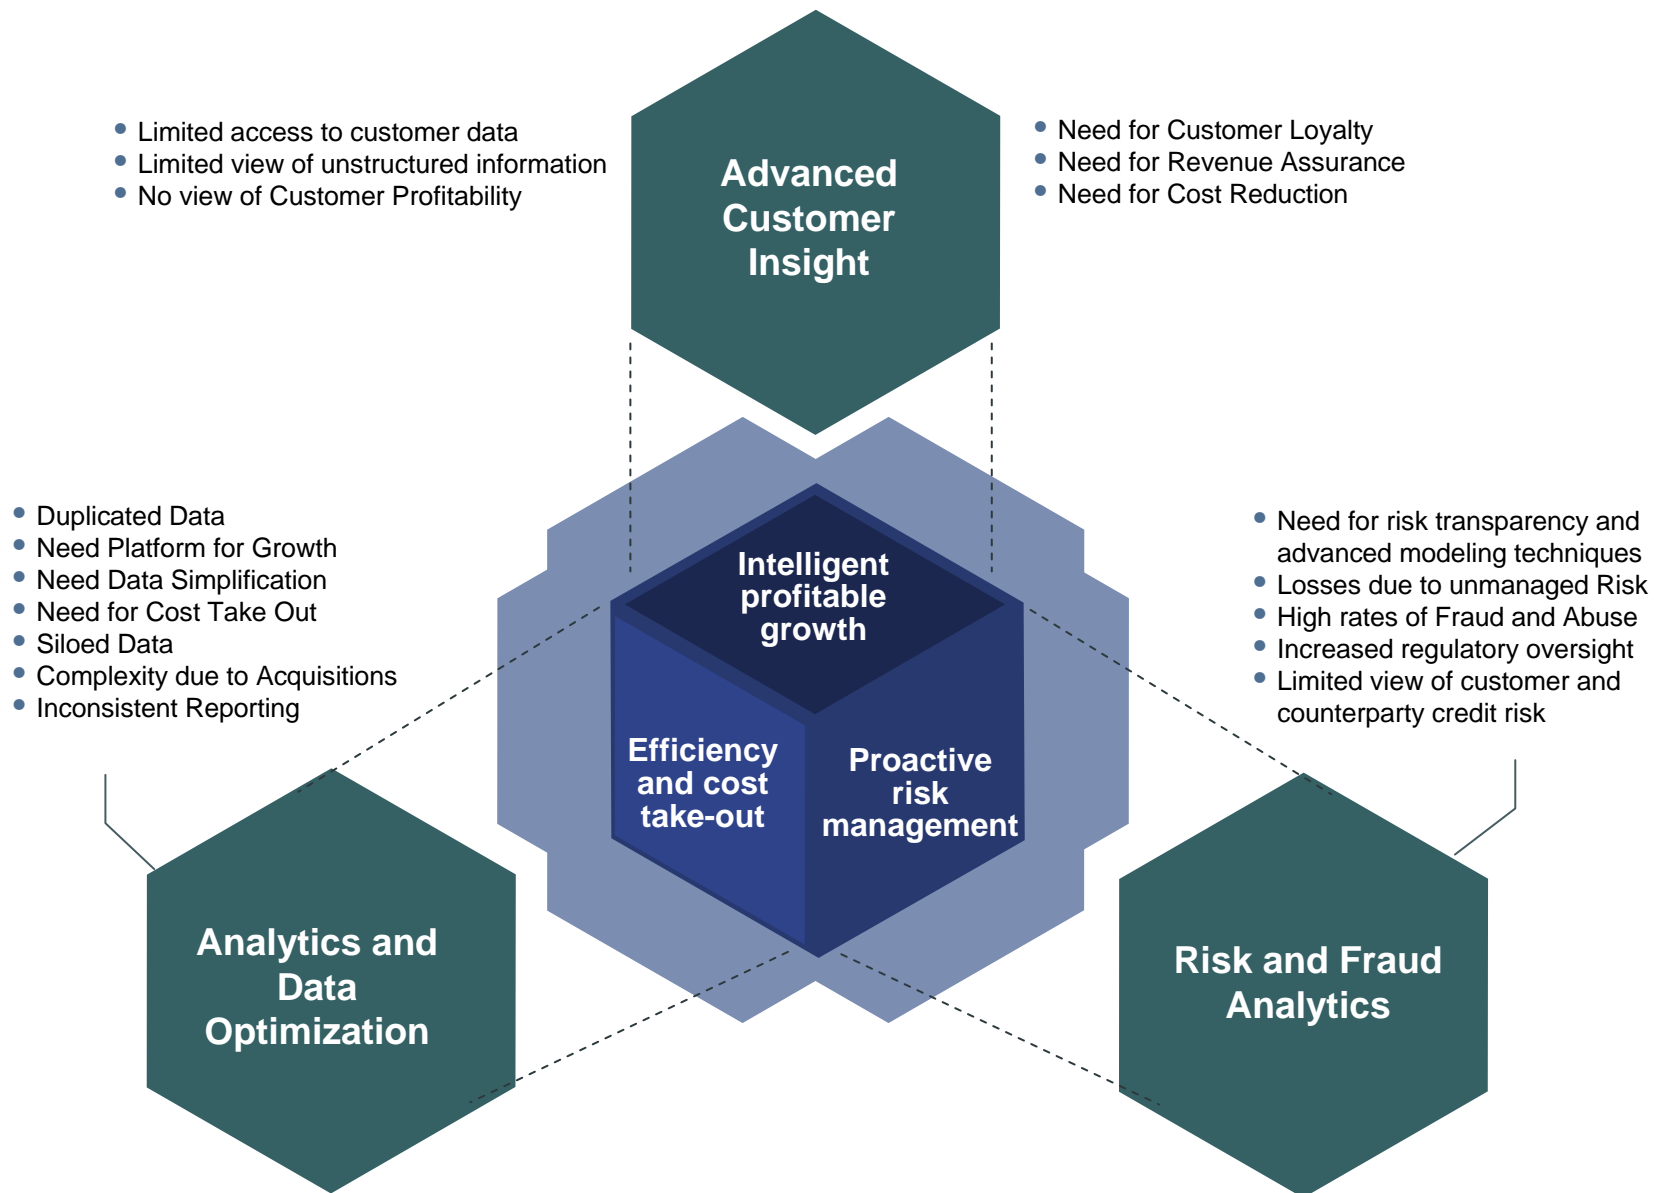 Limited access to customer data
Limited view of unstructured information
No view of Customer Profitability
Advanced
Customer
Insight
Need for Customer Loyalty
Need for Revenue Assurance
Need for Cost Reduction
Duplicated Data
Need Platform for Growth
Need Data Simplification
Need for Cost Take Out
Siloed Data
Complexity due to Acquisitions
Inconsistent Reporting
Intelligent
profitable
growth
Efficiency
and cost
take-out
Proactive
risk
management
Need for risk transparency and
advanced modeling techniques
Losses due to unmanaged Risk
High rates of Fraud and Abuse
Increased regulatory oversight
Limited view of customer and
counterparty credit risk
Analytics and
Data
Optimization
Risk and Fraud
Analytics